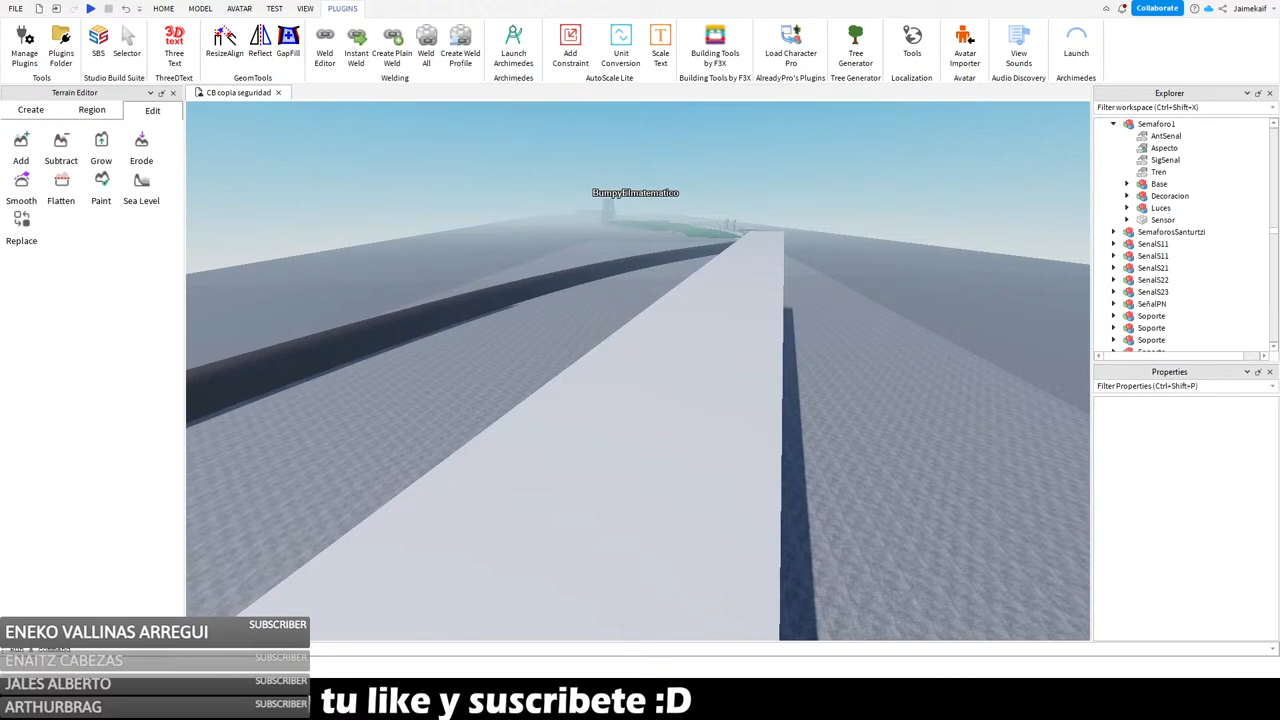 FILE HOME MODEL AVATAR TEST VIEW PLUGINS Collaborate Jaimekaif
Manage Plugins
Plugins Folder
Tools
SBS
Selector
Studio Build Suite
Three Text
ThreeDText
ResizeAlign
Reflect
GapFill
GeomTools
Weld Editor
Instant Weld
Create Plain Weld
Weld All
Create Weld Profile
Welding
Launch Archimedes
Archimedes
Add Constraint
Unit Conversion
Scale Text
AutoScale Lite
Building Tools by F3X
Building Tools by F3X
Load Character Pro
AlreadyPro's Plugins
Tree Generator
Tree Generator
Tools
Localization
Avatar Importer
Avatar
View Sounds
Audio Discovery
Launch
Archimedes
Terrain Editor
Create Region Edit
Add Subtract Grow Erode
Smooth Flatten Paint Sea Level
Replace
CB copia seguridad
BumpyElmatematico
Explorer
Filter workspace (Ctrl+Shift+X)
Semaforo1
AntSenal
Aspecto
SigSenal
Tren
Base
Decoracion
Luces
Sensor
SemaforosSanturtzi
SenalS11
SenalS11
SenalS21
SenalS22
SenalS23
SeñalPN
Soporte
Soporte
Soporte
Properties
Filter Properties (Ctrl+Shift+P)
ENEKO VALLINAS ARREGUI SUBSCRIBER
ENAITZ CABEZAS SUBSCRIBER
JALES ALBERTO SUBSCRIBER
ARTHURBRAG SUBSCRIBER
tu like y suscribete :D